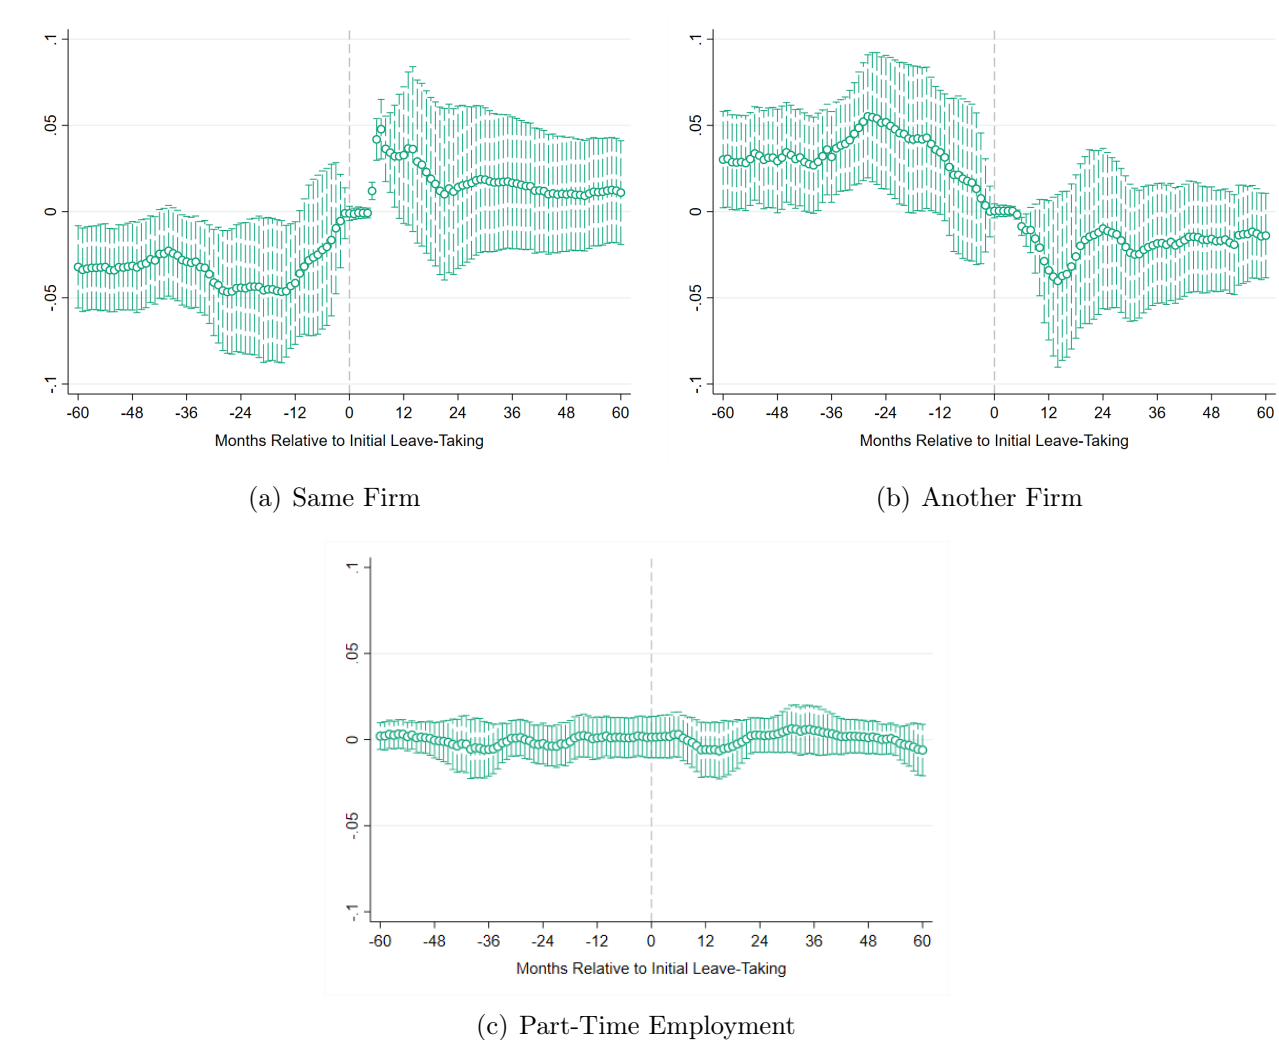 .1
.05
0
-.05
-.1
-60 -48 -36 -24 -12 0 12 24 36 48 60
Months Relative to Initial Leave-Taking
(a) Same Firm
.1
.05
0
-.05
-.1
-60 -48 -36 -24 -12 0 12 24 36 48 60
Months Relative to Initial Leave-Taking
(b) Another Firm
.1
.05
0
-.05
-.1
-60 -48 -36 -24 -12 0 12 24 36 48 60
Months Relative to Initial Leave-Taking
(c) Part-Time Employment